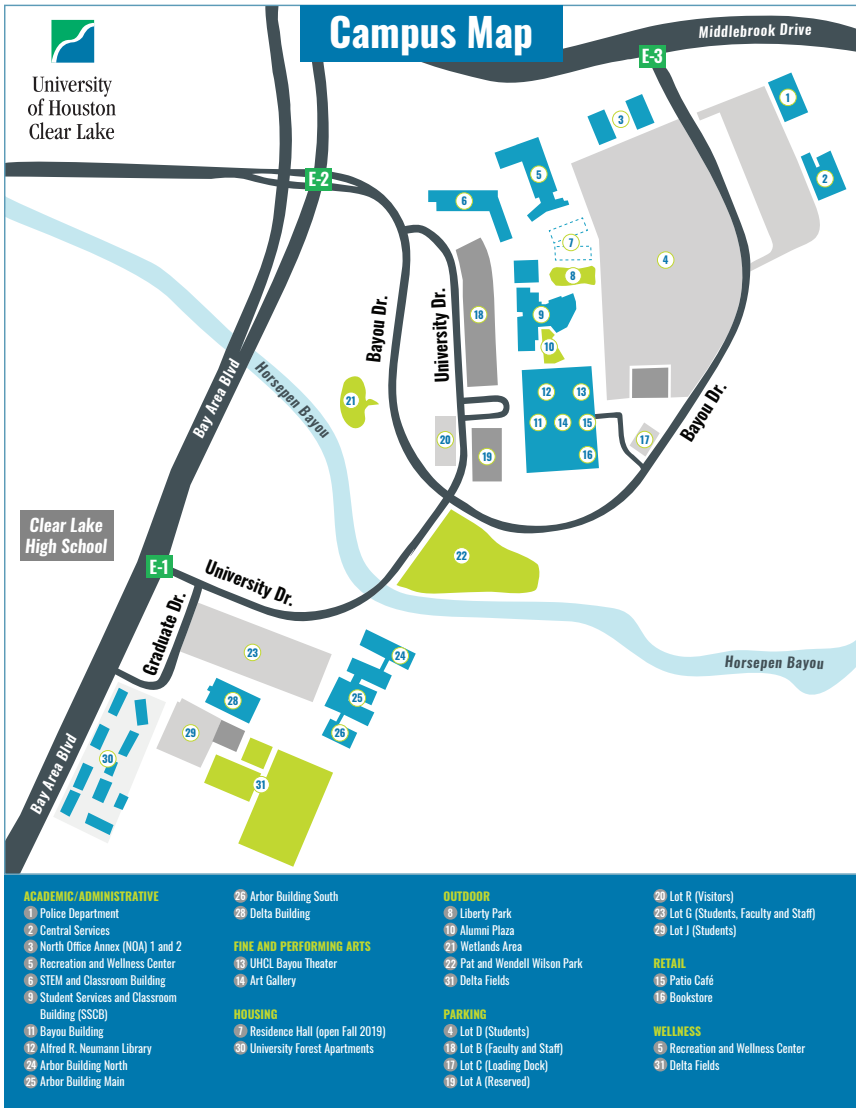 Campus Map
University
of Houston
Clear Lake
Middlebrook Drive
E-3
1
3
2
5
E-2
6
7
4
8
18
9
10
Bayou Dr.
University Dr.
Bay Area Blvd
Horsepen Bayou
21
12
13
11
14
15
16
17
Bayou Dr.
20
19
Clear Lake
High School
22
E-1
University Dr.
Graduate Dr.
23
24
Horsepen Bayou
25
28
29
26
30
31
Bay Area Blvd
ACADEMIC/ADMINISTRATIVE
1 Police Department
2 Central Services
3 North Office Annex (NOA) 1 and 2
5 Recreation and Wellness Center
6 STEM and Classroom Building
9 Student Services and Classroom
Building (SSCB)
11 Bayou Building
12 Alfred R. Neumann Library
24 Arbor Building North
25 Arbor Building Main
26 Arbor Building South
28 Delta Building
FINE AND PERFORMING ARTS
13 UHCL Bayou Theater
14 Art Gallery
HOUSING
7 Residence Hall (open Fall 2019)
30 University Forest Apartments
OUTDOOR
8 Liberty Park
10 Alumni Plaza
21 Wetlands Area
22 Pat and Wendell Wilson Park
31 Delta Fields
PARKING
4 Lot D (Students)
18 Lot B (Faculty and Staff)
17 Lot C (Loading Dock)
19 Lot A (Reserved)
20 Lot R (Visitors)
23 Lot G (Students, Faculty and Staff)
29 Lot J (Students)
RETAIL
15 Patio Café
16 Bookstore
WELLNESS
5 Recreation and Wellness Center
31 Delta Fields